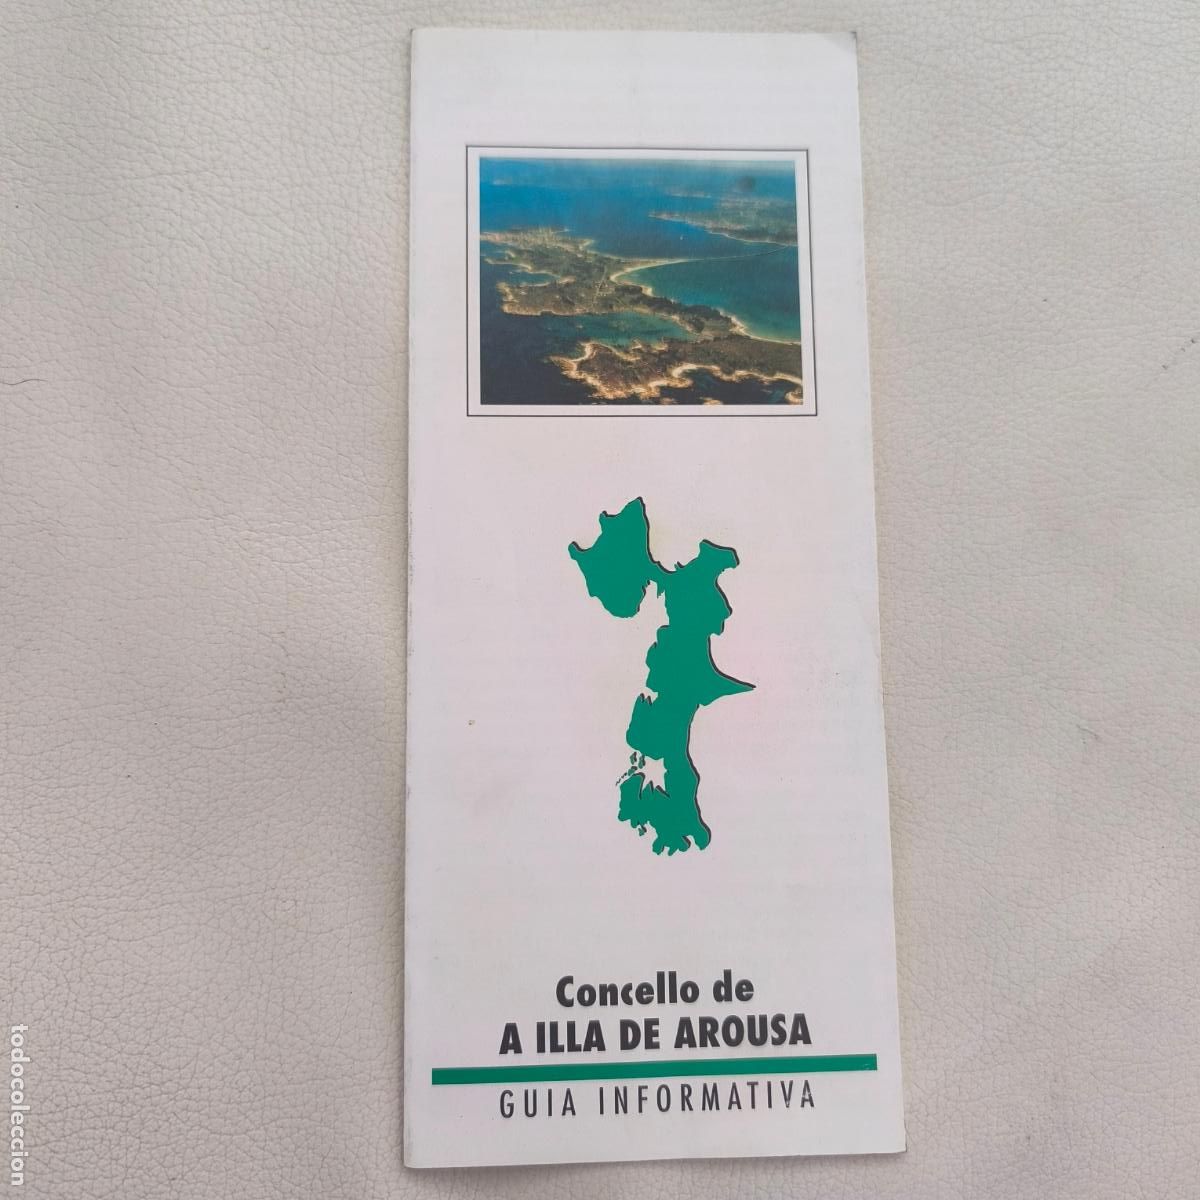 Concello de
A ILLA DE AROUSA
GUIA INFORMATIVA
todocoleccion